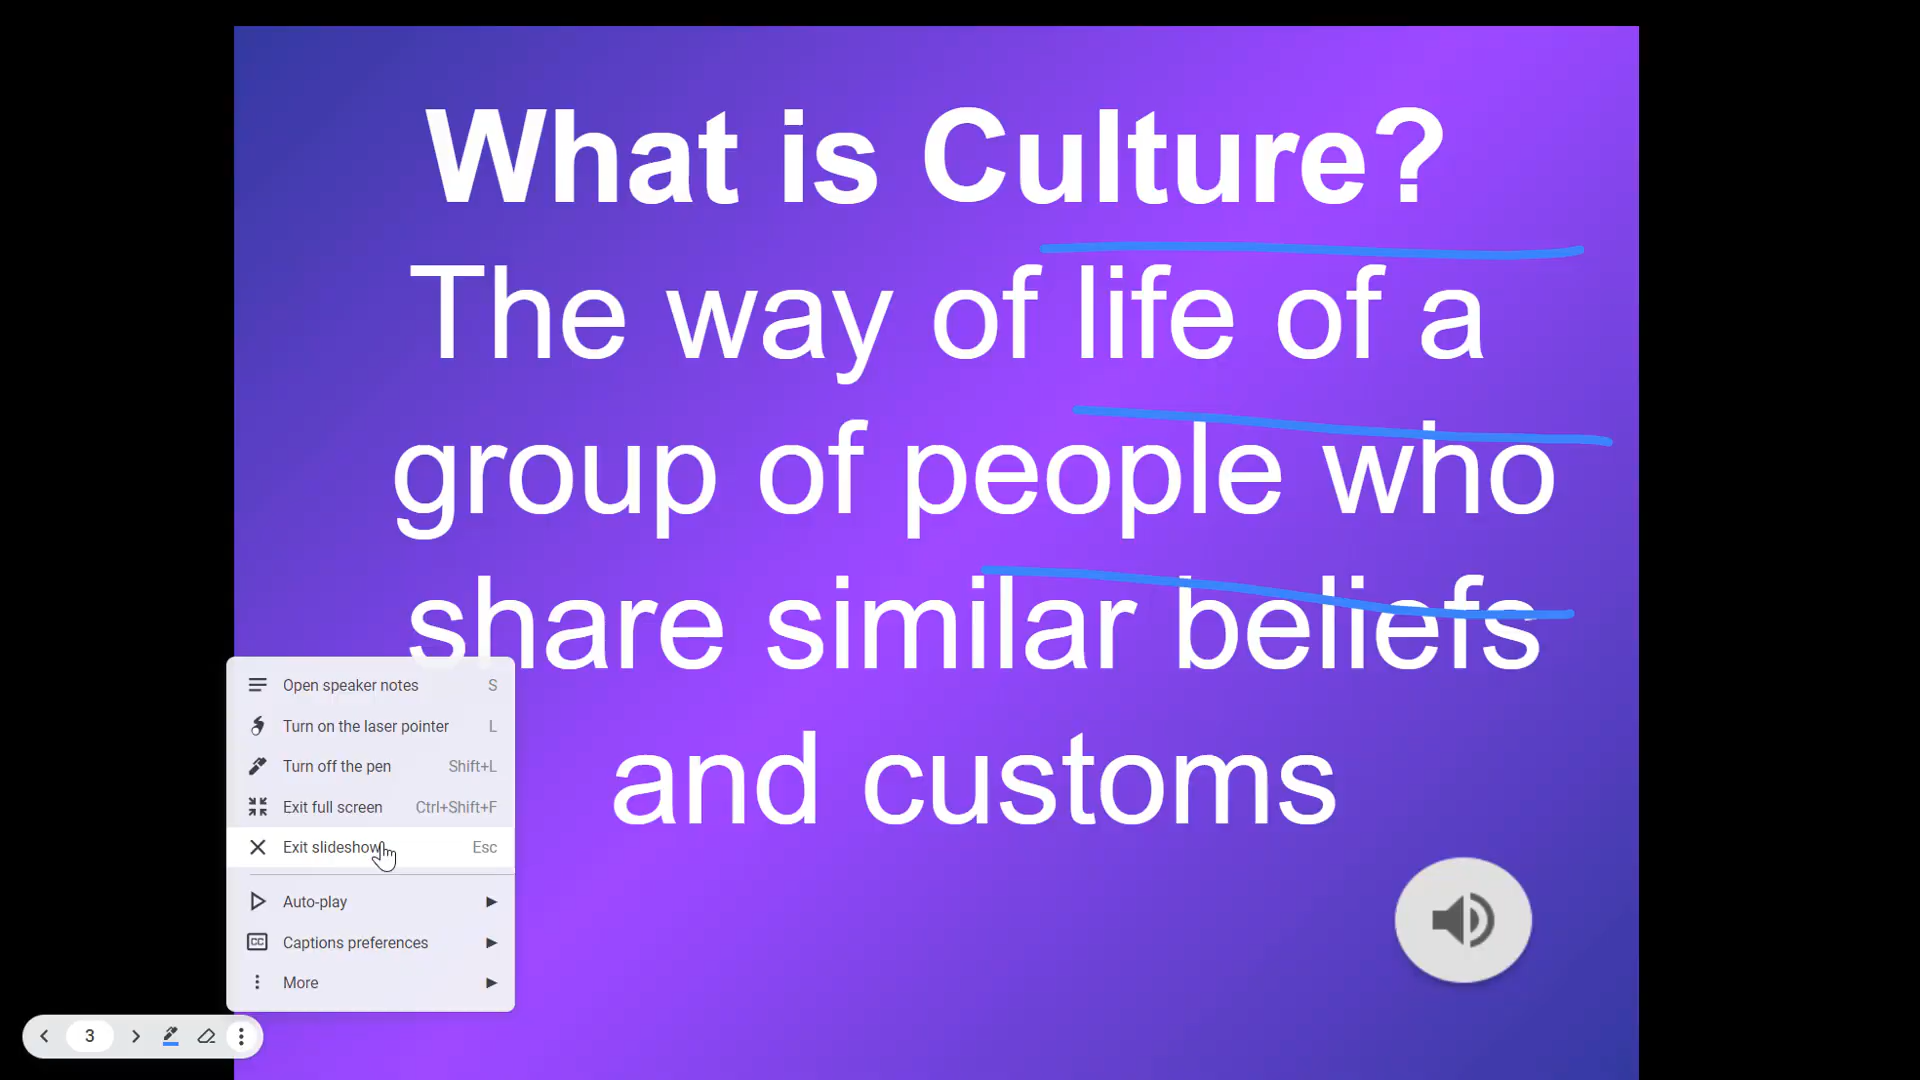 What is Culture?
The way of life of a
group of people who
share similar beliefs
and customs
Open speaker notes S
Turn on the laser pointer L
Turn off the pen Shift+L
Exit full screen Ctrl+Shift+F
Exit slideshow Esc
Auto-play
CC Captions preferences
More
3